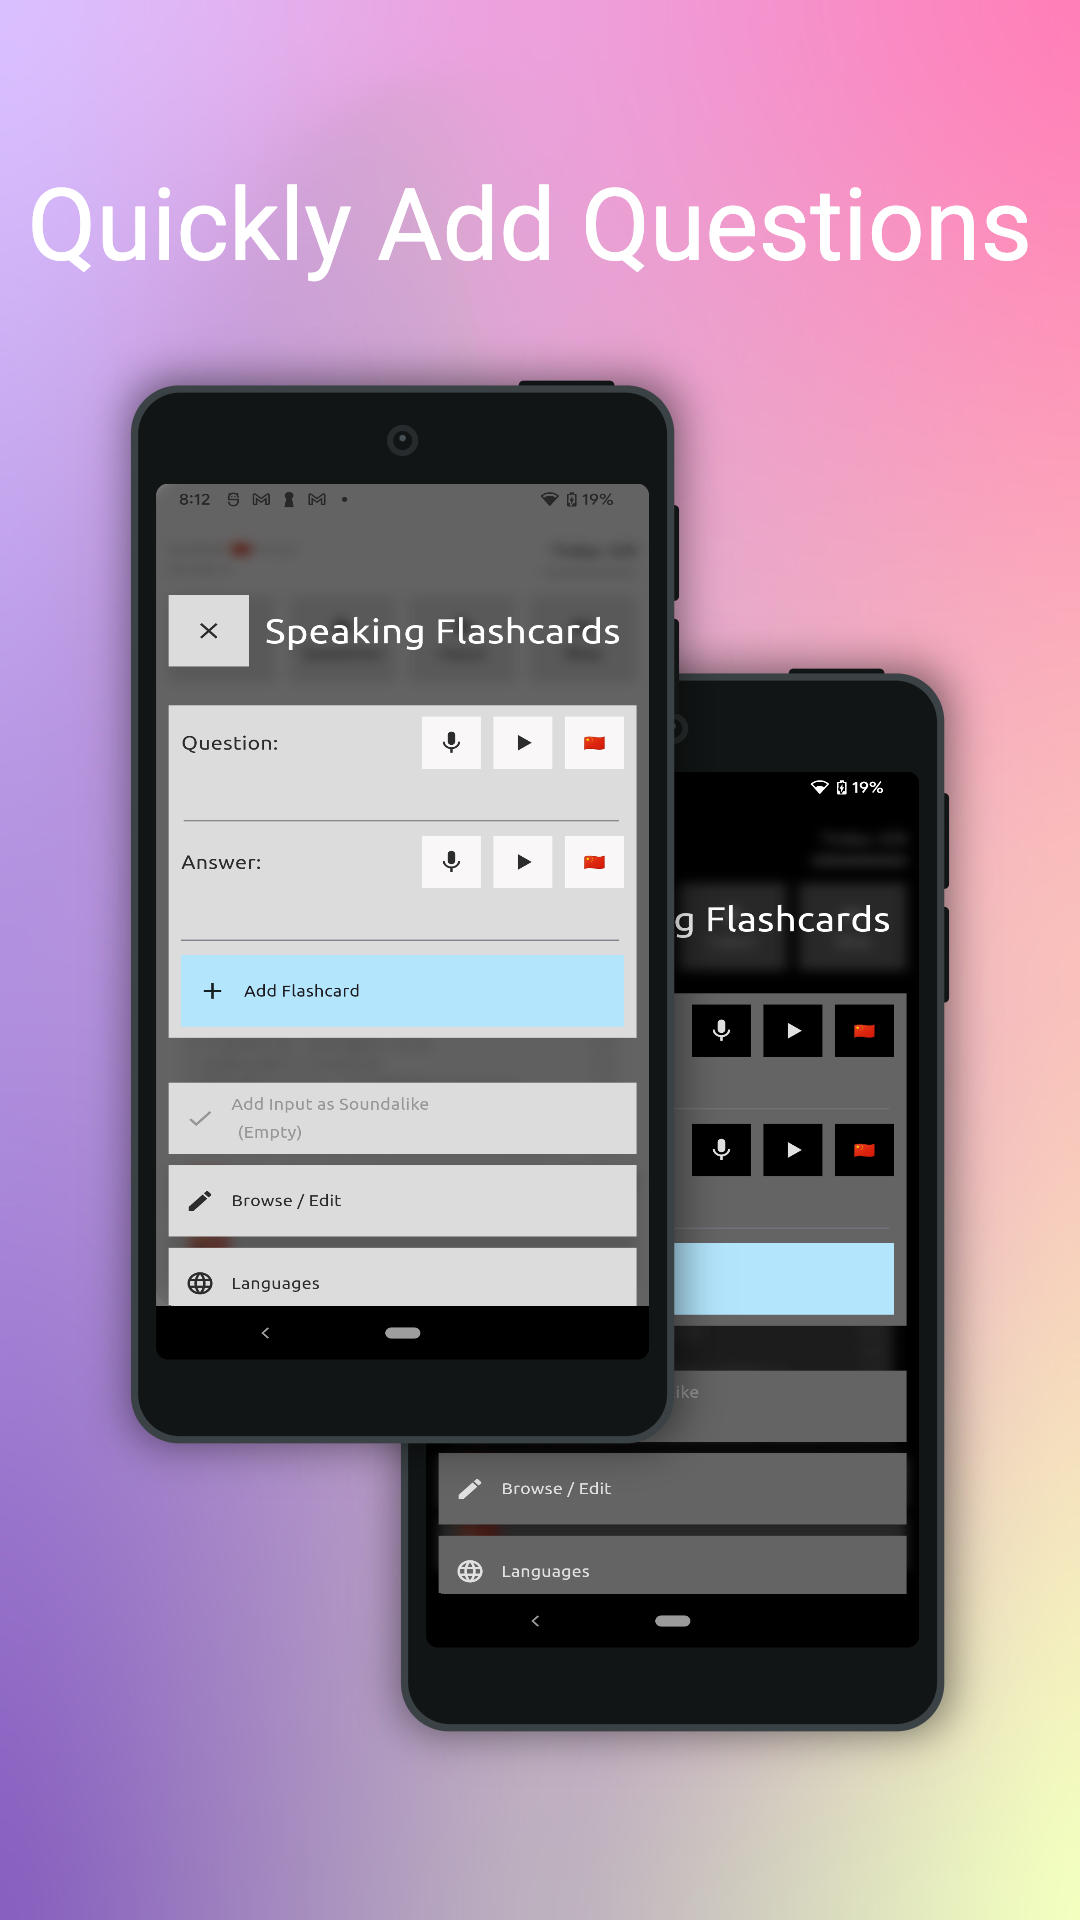 Quickly Add Questions
8:12
19%
Speaking Flashcards
Question:
Answer:
Add Flashcard
Add Input as Soundalike
(Empty)
Browse / Edit
Languages
19%
g Flashcards
ike
Browse / Edit
Languages